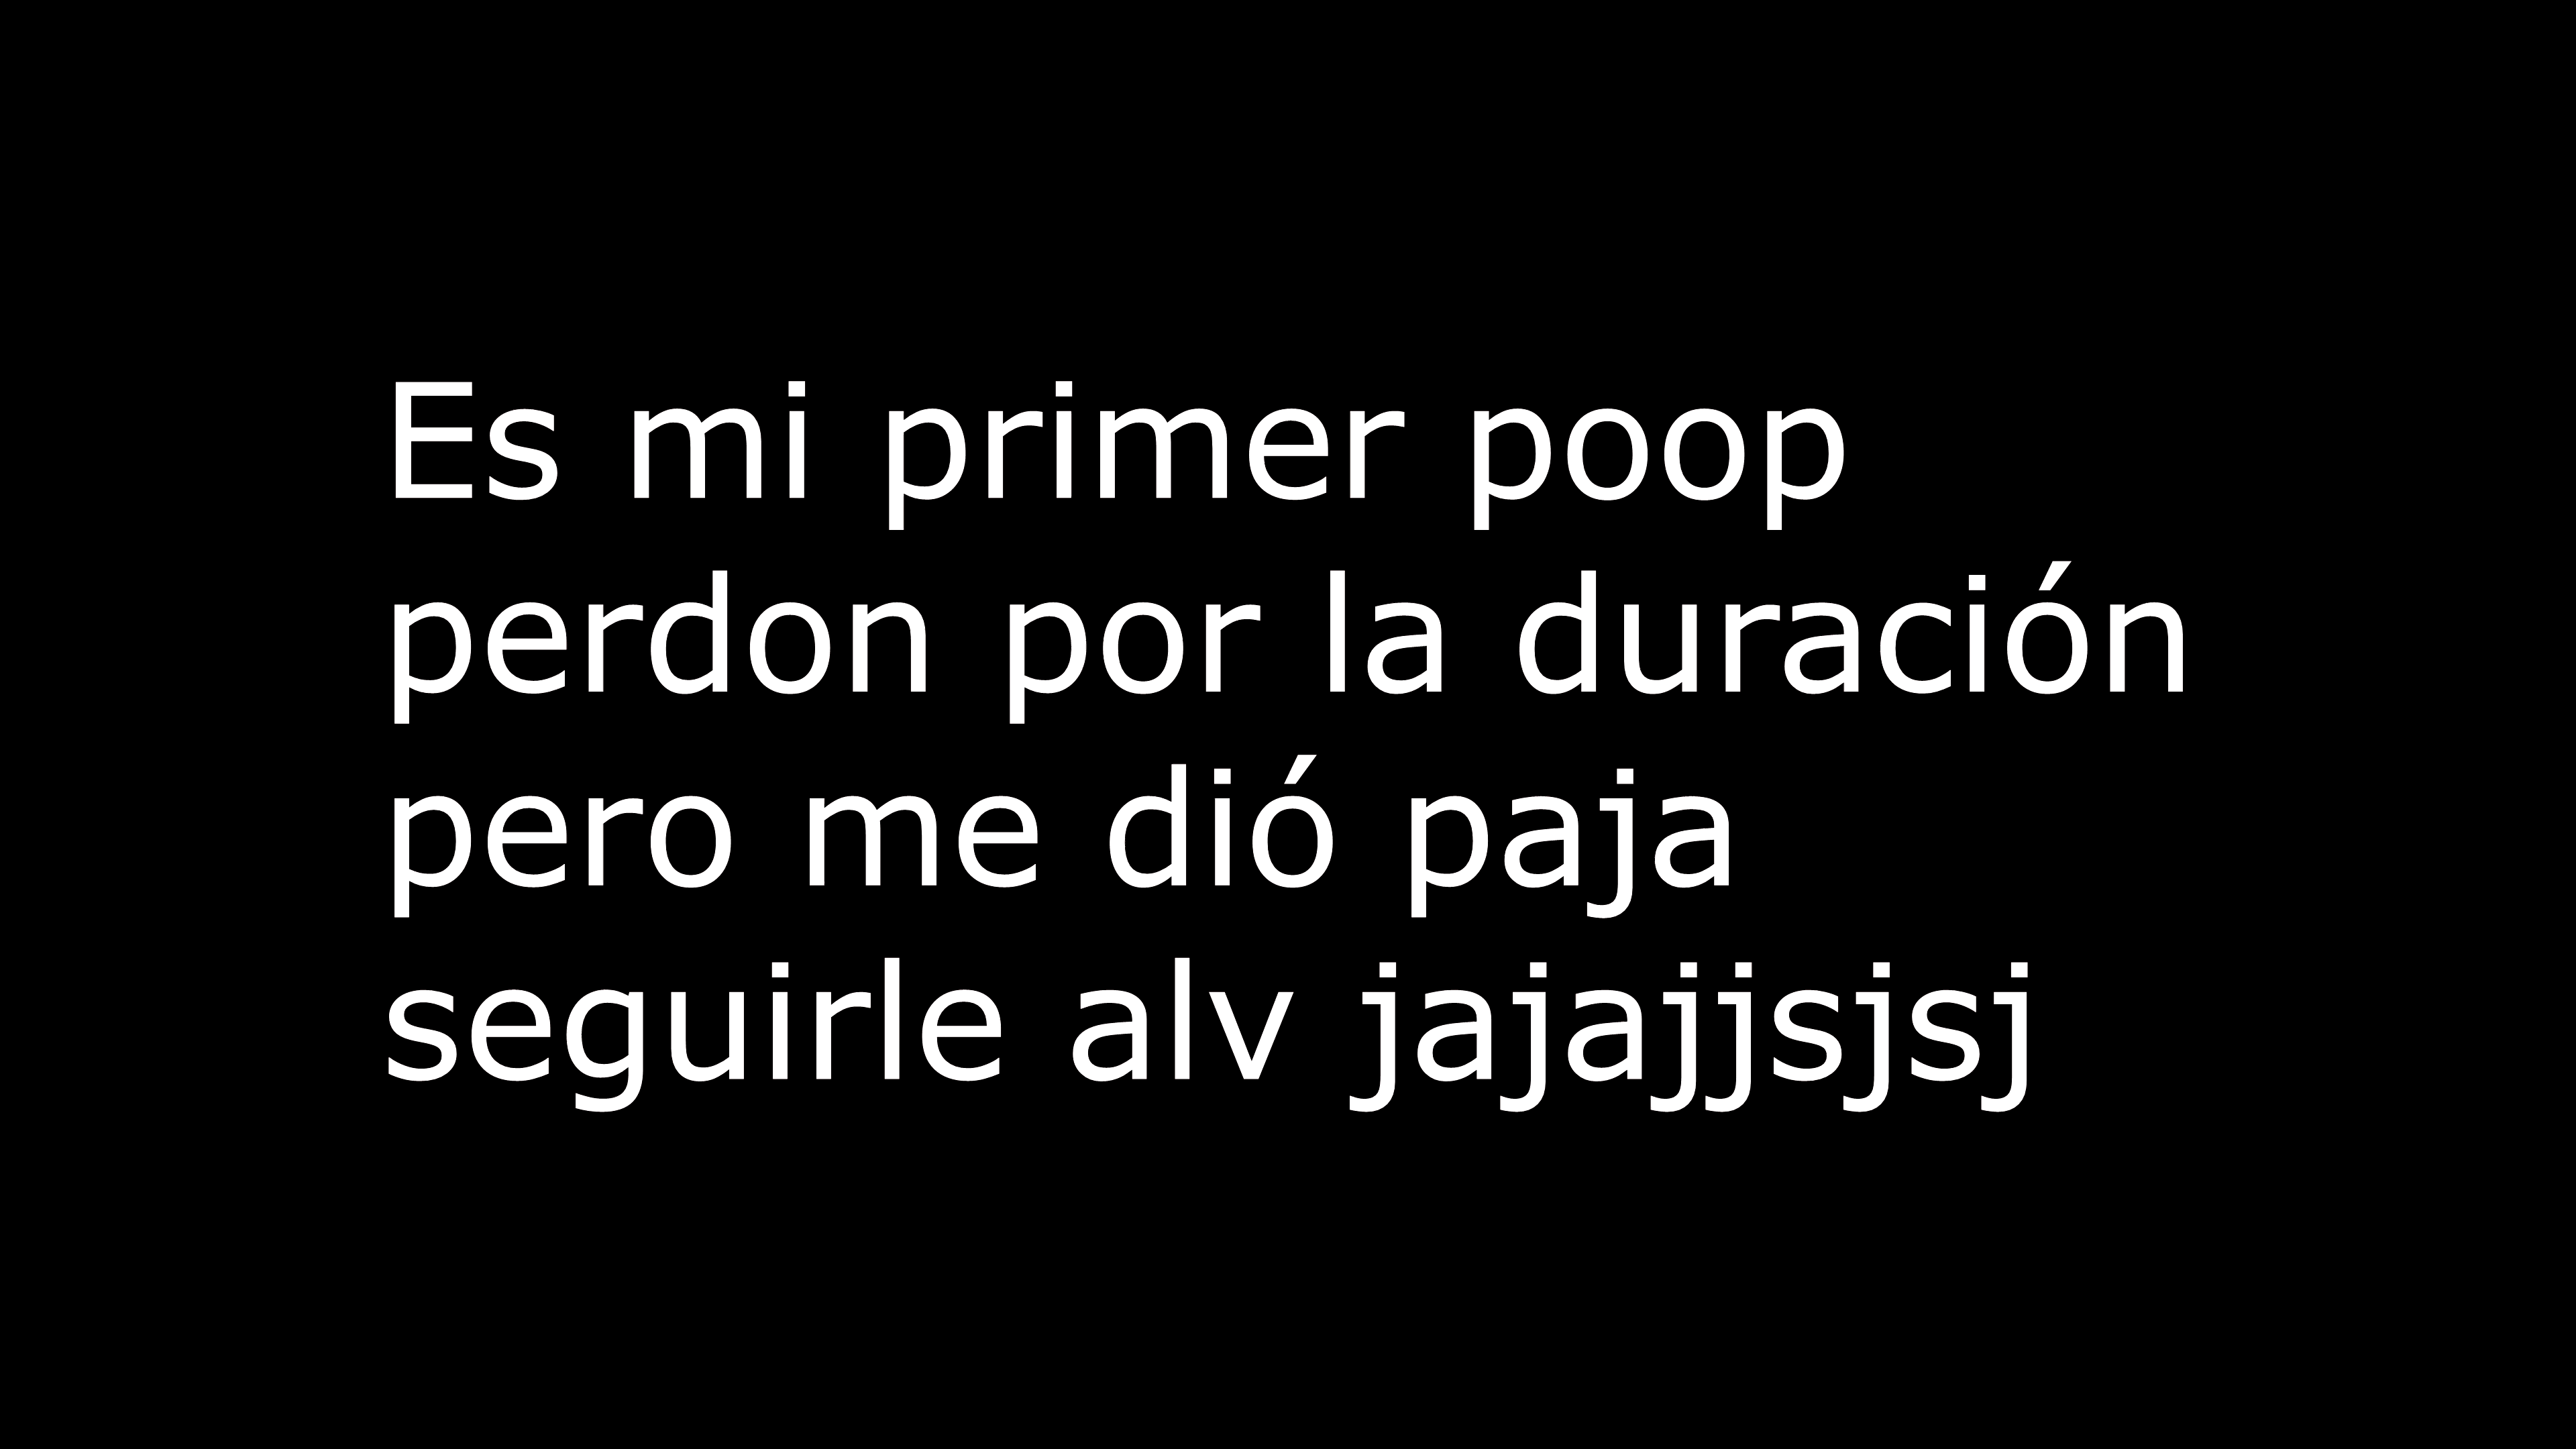 Es mi primer poop
perdon por la duración
pero me dió paja
seguirle alv jajajjsjsj